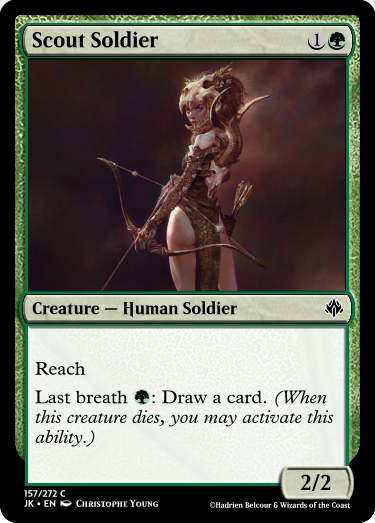 Scout Soldier 1
Creature — Human Soldier
Reach
Last breath : Draw a card. (When
this creature dies, you may activate this
ability.)
2/2
157/272 C
JK • EN Christophe Young
©Hadrien Belcour & Wizards of the Coast